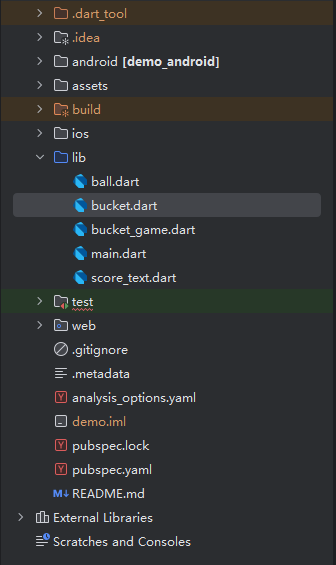 .dart_tool
.idea
android [demo_android]
assets
build
ios
lib
ball.dart
bucket.dart
bucket_game.dart
main.dart
score_text.dart
test
web
.gitignore
.metadata
analysis_options.yaml
demo.iml
pubspec.lock
pubspec.yaml
README.md
External Libraries
Scratches and Consoles